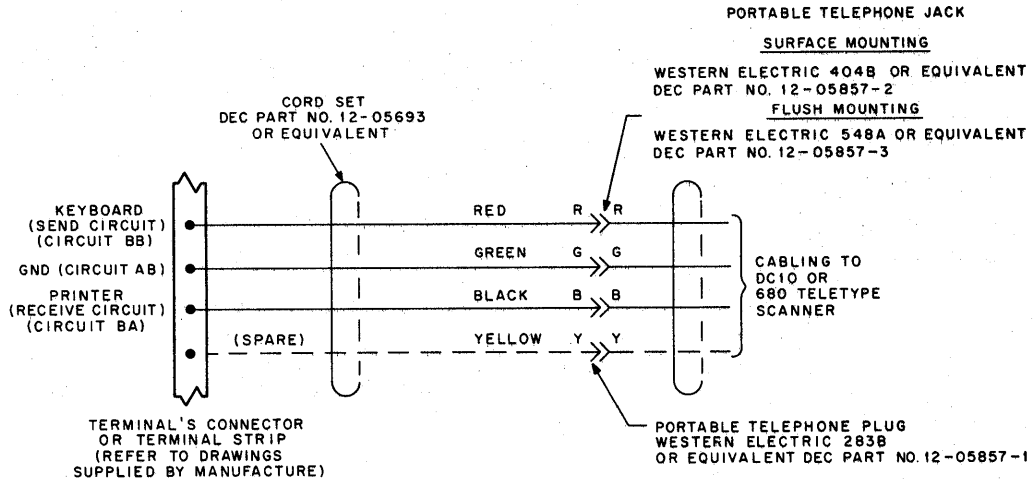 PORTABLE TELEPHONE JACK
SURFACE MOUNTING
WESTERN ELECTRIC 404B OR EQUIVALENT
DEC PART NO. 12-05857-2
FLUSH MOUNTING
WESTERN ELECTRIC 548A OR EQUIVALENT
DEC PART NO. 12-05857-3
CORD SET
DEC PART NO. 12-05693
OR EQUIVALENT
KEYBOARD
(SEND CIRCUIT)
(CIRCUIT BB)
RED R R
GND (CIRCUIT AB)
GREEN G G
PRINTER
(RECEIVE CIRCUIT)
(CIRCUIT BA)
BLACK B B
(SPARE) YELLOW Y Y
CABLING TO
DC10 OR
680 TELETYPE
SCANNER
TERMINAL'S CONNECTOR
OR TERMINAL STRIP
(REFER TO DRAWINGS
SUPPLIED BY MANUFACTURE)
PORTABLE TELEPHONE PLUG
WESTERN ELECTRIC 283B
OR EQUIVALENT DEC PART NO. 12-05857-1